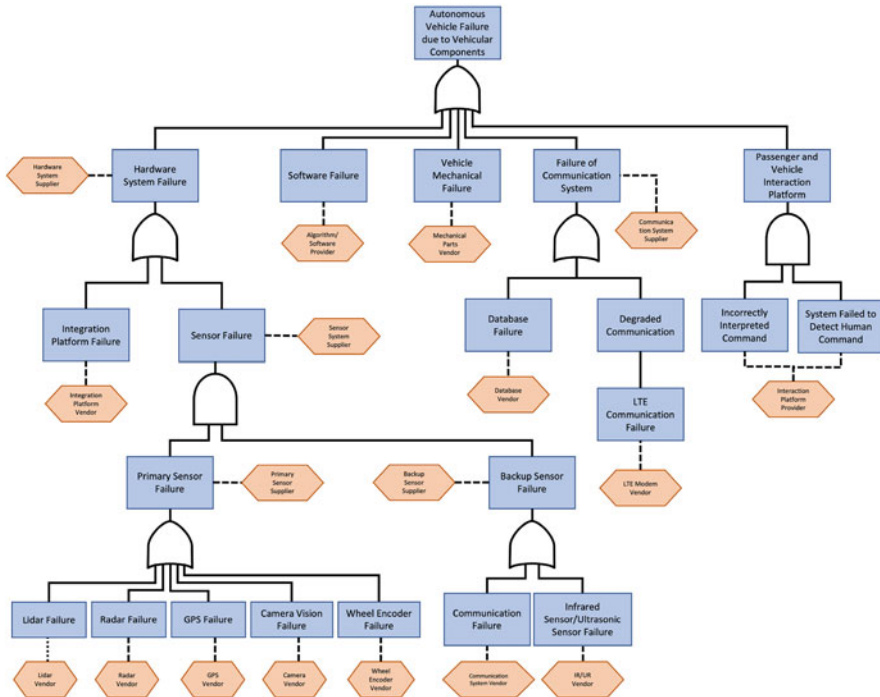 Autonomous
Vehicle Failure
due to Vehicular
Components
Hardware
System
Supplier
Hardware
System Failure
Software Failure
Vehicle
Mechanical
Failure
Failure of
Communication
System
Passenger and
Vehicle
Interaction
Platform
Algorithm/
Software
Provider
Mechanical
Parts
Vendor
Communica
tion System
Supplier
Integration
Platform Failure
Sensor Failure
Sensor
System
Supplier
Database
Failure
Degraded
Communication
Incorrectly
Interpreted
Command
System Failed to
Detect Human
Command
Integration
Platform
Vendor
Database
Vendor
LTE
Communication
Failure
Interaction
Platform
Provider
Primary Sensor
Failure
Primary
Sensor
Supplier
Backup
Sensor
Supplier
Backup Sensor
Failure
LTE Modem
Vendor
Lidar Failure
Radar Failure
GPS Failure
Camera Vision
Failure
Wheel Encoder
Failure
Communication
Failure
Infrared
Sensor/Ultrasonic
Sensor Failure
Lidar
Vendor
Radar
Vendor
GPS
Vendor
Camera
Vendor
Wheel
Encoder
Vendor
Communication
System Vendor
IR/UR
Vendor